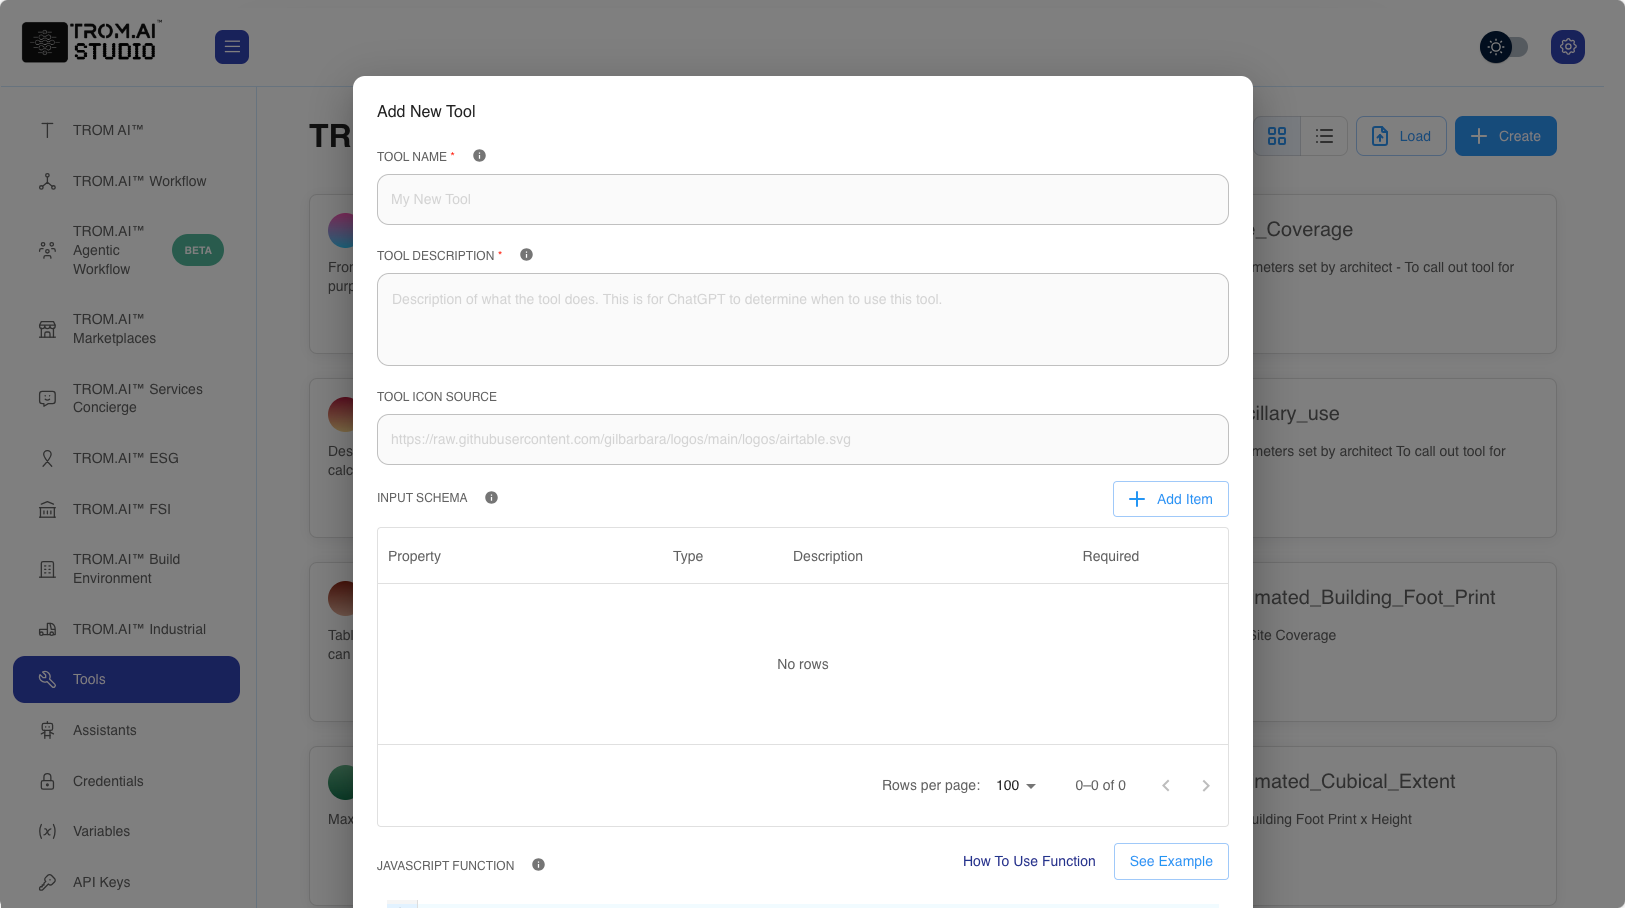 TROM.AI™
STUDIO
TROM AI™
TROM.AI™ Workflow
TROM.AI™
Agentic
Workflow
BETA
TROM.AI™
Marketplaces
TROM.AI™ Services
Concierge
TROM.AI™ ESG
TROM.AI™ FSI
TROM.AI™ Build
Environment
TROM.AI™ Industrial
Tools
Assistants
Credentials
(x) Variables
API Keys
TR
Load
Create
Add New Tool
TOOL NAME *
My New Tool
TOOL DESCRIPTION *
Description of what the tool does. This is for ChatGPT to determine when to use this tool.
TOOL ICON SOURCE
https://raw.githubusercontent.com/gilbarbara/logos/main/logos/airtable.svg
INPUT SCHEMA
Add Item
Property Type Description Required
No rows
Rows per page: 100 0–0 of 0
JAVASCRIPT FUNCTION
How To Use Function
See Example
_Coverage
meters set by architect - To call out tool for
cillary_use
meters set by architect To call out tool for
mated_Building_Foot_Print
Site Coverage
mated_Cubical_Extent
uilding Foot Print x Height
Des
calc
Tabl
can
Max